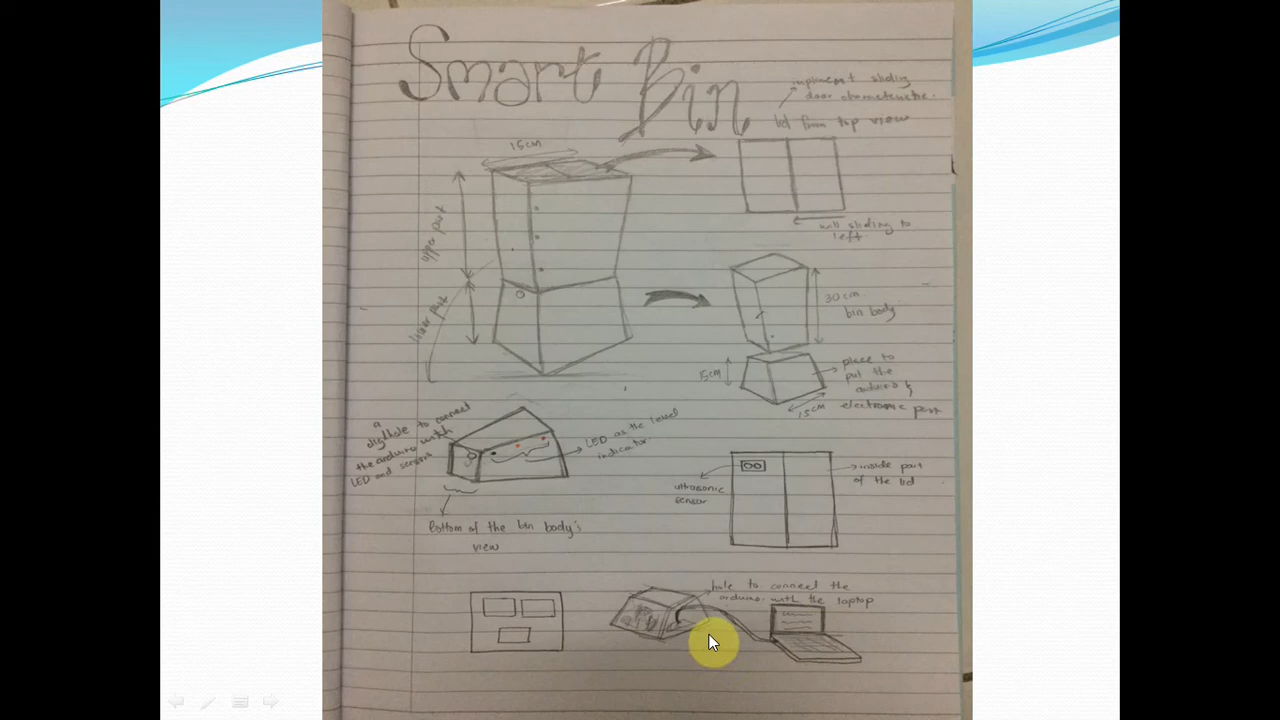 Smart Bin
implement sliding
door characteristic.
lid from top view
15cm
upper part
lower part
will sliding to
left.
30cm
bin body
5cm
15cm
place to
put the
arduino &
electronic part
a
hole to connect
the arduino with
LED and sensors
LED as the level
indicator.
bottom of the bin body's
view
ultrasonic
sensor
inside part
of the lid
hole to connect the
arduino with the laptop